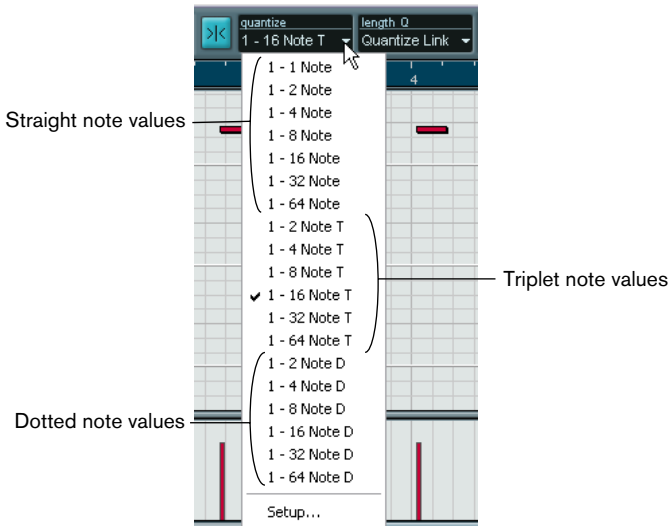 quantize
length Q
1 - 16 Note T
Quantize Link
4
1 - 1 Note
1 - 2 Note
1 - 4 Note
1 - 8 Note
1 - 16 Note
1 - 32 Note
1 - 64 Note
1 - 2 Note T
1 - 4 Note T
1 - 8 Note T
1 - 16 Note T
1 - 32 Note T
1 - 64 Note T
1 - 2 Note D
1 - 4 Note D
1 - 8 Note D
1 - 16 Note D
1 - 32 Note D
1 - 64 Note D
Setup...
Straight note values
Triplet note values
Dotted note values